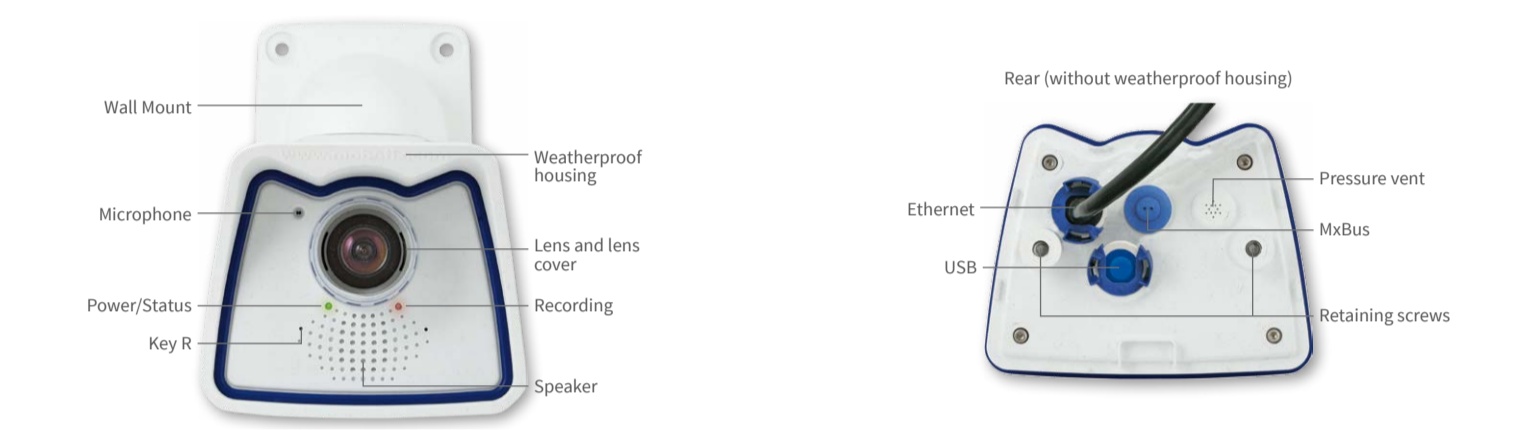 Rear (without weatherproof housing)
Wall Mount
Weatherproof
housing
Microphone
Lens and lens
cover
Power/Status
Recording
Key R
Speaker
Pressure vent
Ethernet
MxBus
USB
Retaining screws